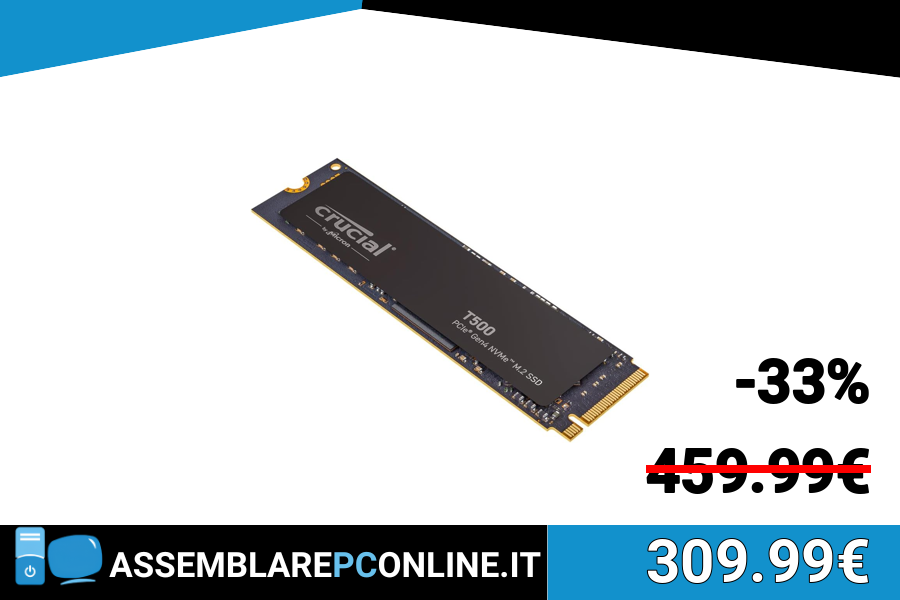 crucial
by Micron
T500
PCIe® Gen4 NVMe™ M.2 SSD
-33%
459.99€
ASSEMBLAREPCONLINE.IT
309.99€